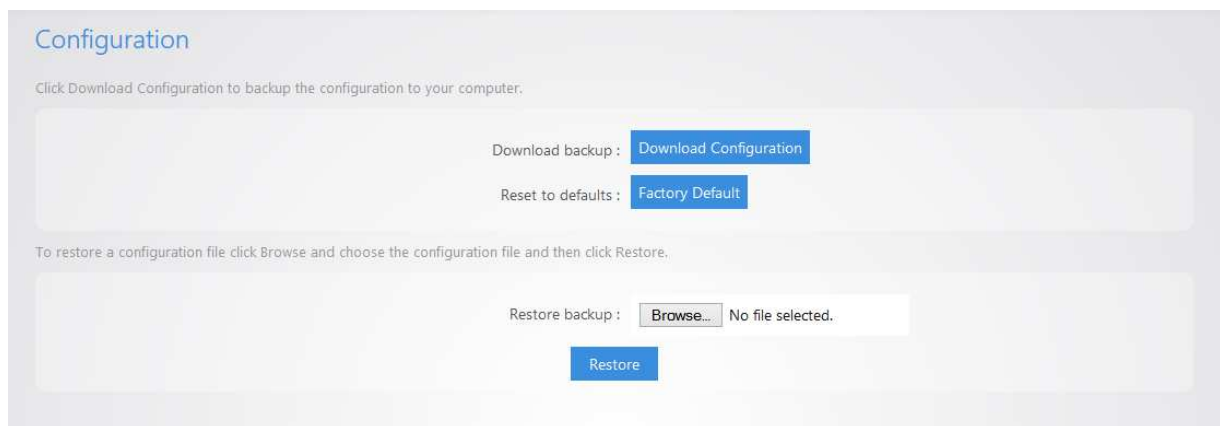 Configuration
Click Download Configuration to backup the configuration to your computer.
Download backup : Download Configuration
Reset to defaults : Factory Default
To restore a configuration file click Browse and choose the configuration file and then click Restore.
Restore backup : Browse... No file selected.
Restore